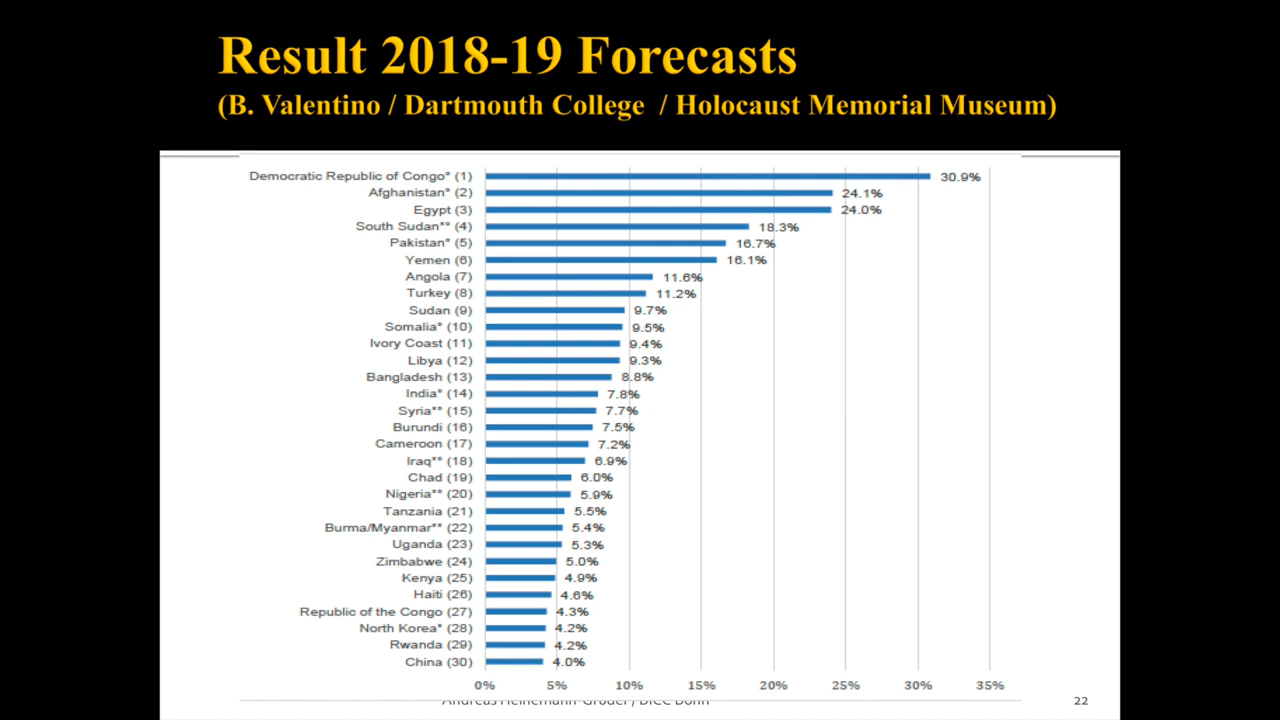 Result 2018-19 Forecasts
(B. Valentino / Dartmouth College / Holocaust Memorial Museum)
Democratic Republic of Congo* (1) 30.9%
Afghanistan* (2) 24.1%
Egypt (3) 24.0%
South Sudan** (4) 18.3%
Pakistan* (5) 16.7%
Yemen (6) 16.1%
Angola (7) 11.6%
Turkey (8) 11.2%
Sudan (9) 9.7%
Somalia* (10) 9.5%
Ivory Coast (11) 9.4%
Libya (12) 9.3%
Bangladesh (13) 8.8%
India* (14) 7.8%
Syria** (15) 7.7%
Burundi (16) 7.5%
Cameroon (17) 7.2%
Iraq** (18) 6.9%
Chad (19) 6.0%
Nigeria** (20) 5.9%
Tanzania (21) 5.5%
Burma/Myanmar** (22) 5.4%
Uganda (23) 5.3%
Zimbabwe (24) 5.0%
Kenya (25) 4.9%
Haiti (26) 4.6%
Republic of the Congo (27) 4.3%
North Korea* (28) 4.2%
Rwanda (29) 4.2%
China (30) 4.0%
0% 5% 10% 15% 20% 25% 30% 35%
Andreas Heinemann-Grüder / BICC Bonn 22